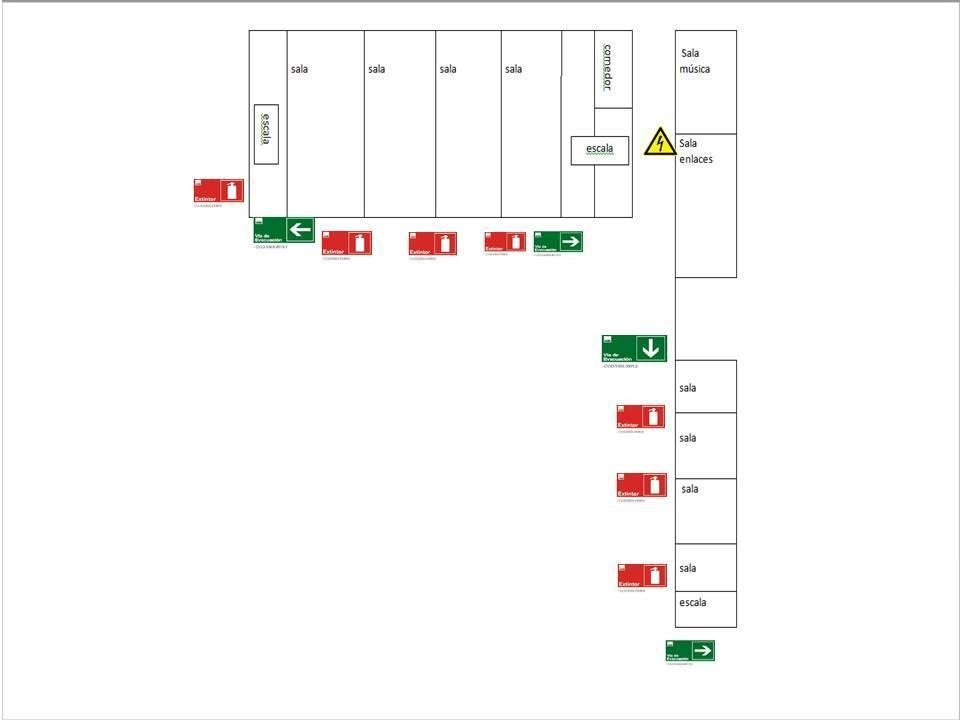 sala
sala
sala
sala
comedor
Sala
música
escala
escala
Sala
enlaces
Extintor
Vía de
Evacuación
Extintor
Extintor
Extintor
Vía de
Evacuación
Vía de
Evacuación
sala
Extintor
sala
Extintor
sala
Extintor
sala
escala
Vía de
Evacuación